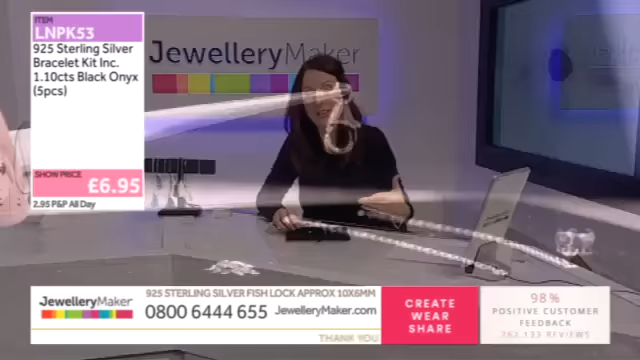 ITEM
LNPK53
925 Sterling Silver
Bracelet Kit Inc.
1.10cts Black Onyx
(5pcs)
SHOW PRICE
£6.95
2.95 P&P All Day
JewelleryMaker
JewelleryMaker
925 STERLING SILVER FISH LOCK APPROX 10X6MM
0800 6444 655 JewelleryMaker.com
THANK YOU
CREATE
WEAR
SHARE
98%
POSITIVE CUSTOMER
FEEDBACK